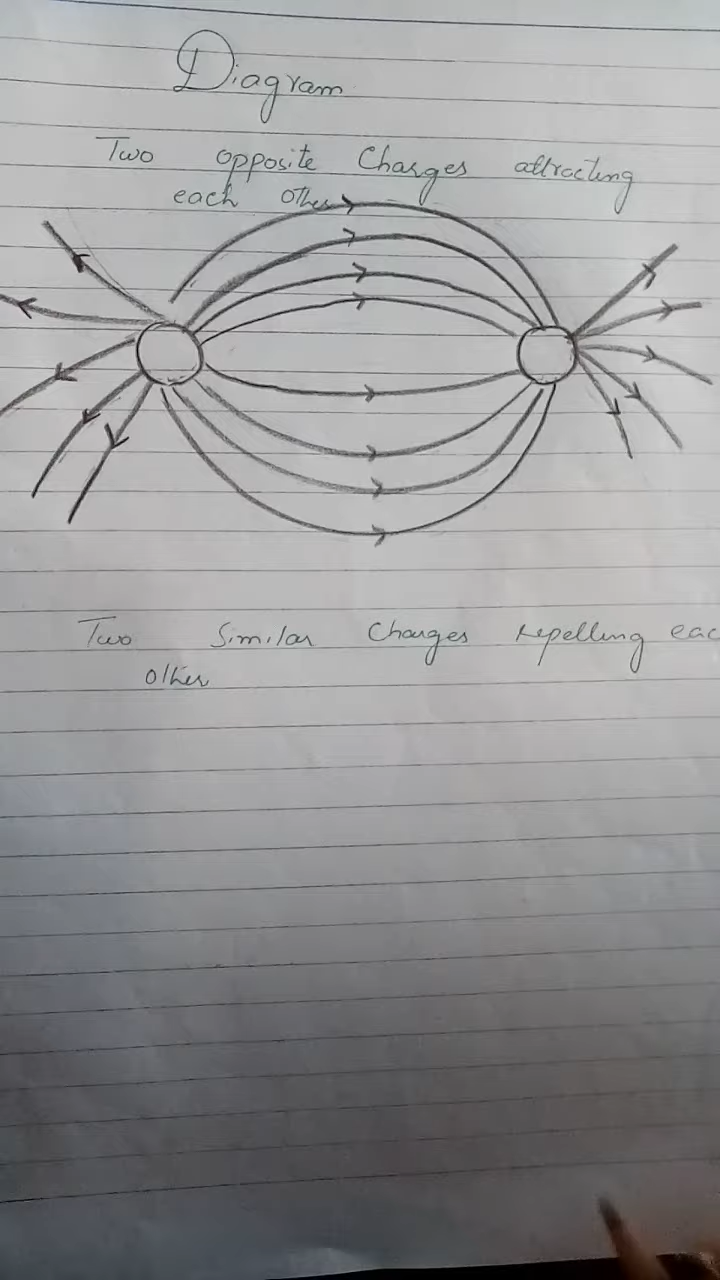 Diagram
Two opposite Charges attracting
each other
Two Similar Charges repelling eac
other